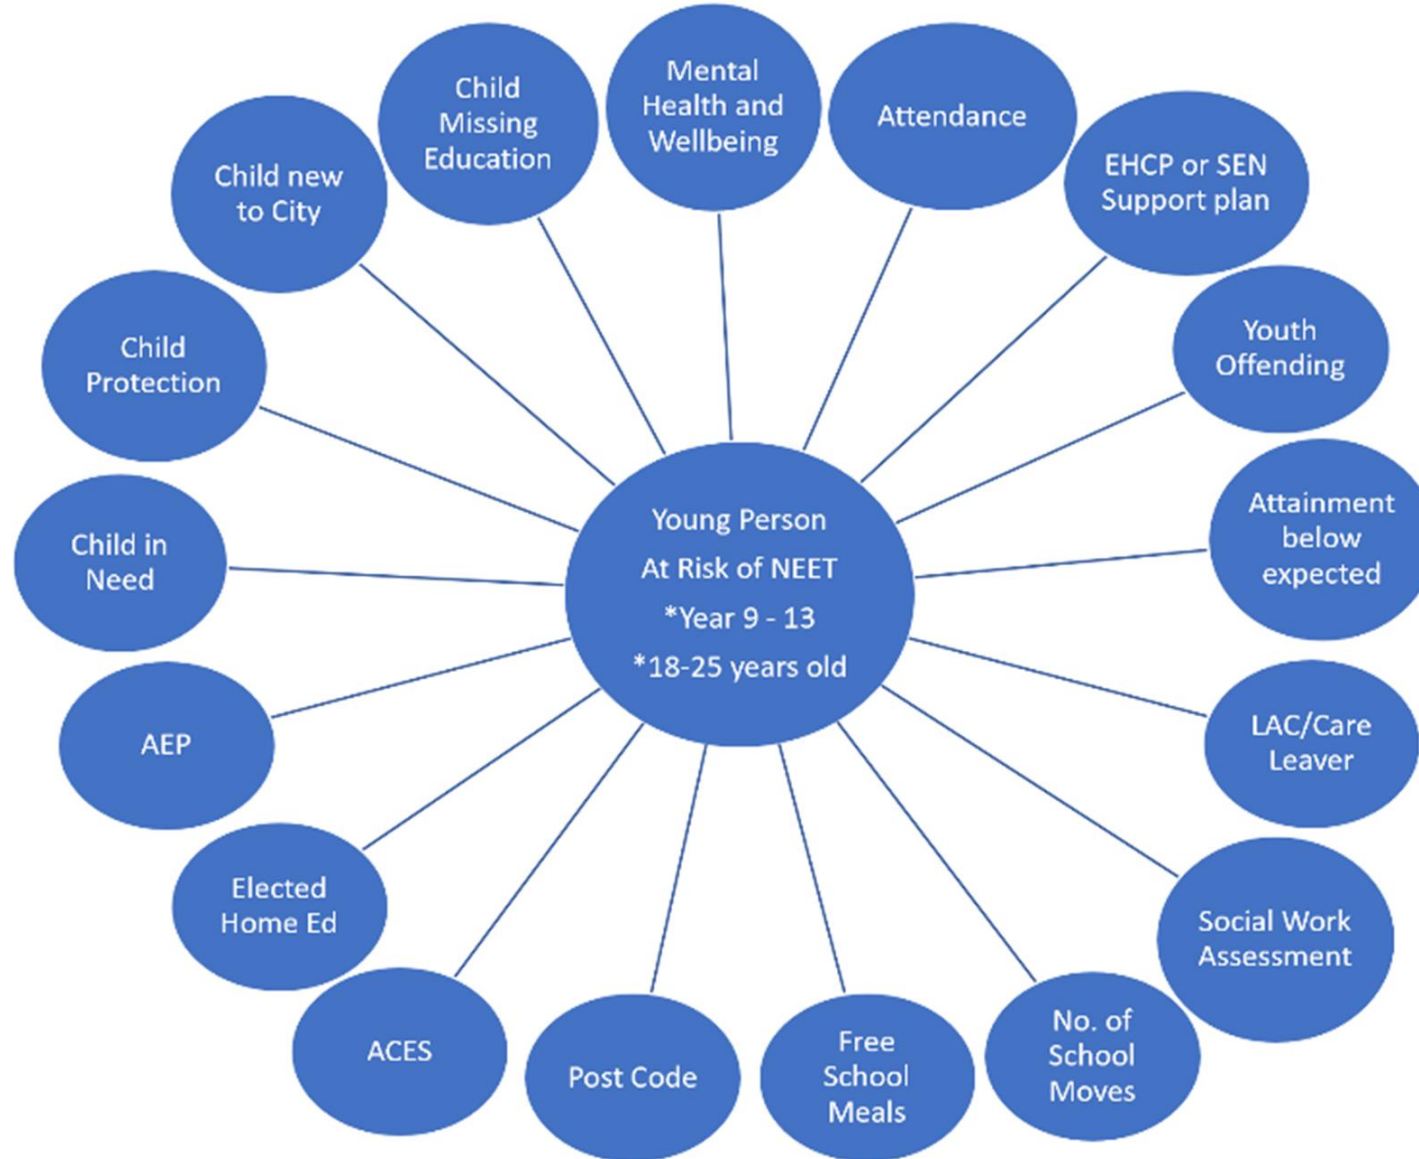 Mental
Health and
Wellbeing
Attendance
EHCP or SEN
Support plan
Youth
Offending
Attainment
below
expected
LAC/Care
Leaver
Social Work
Assessment
No. of
School
Moves
Free
School
Meals
Post Code
ACES
Elected
Home Ed
AEP
Child in
Need
Child
Protection
Child new
to City
Child
Missing
Education
Young Person
At Risk of NEET
*Year 9 - 13
*18-25 years old